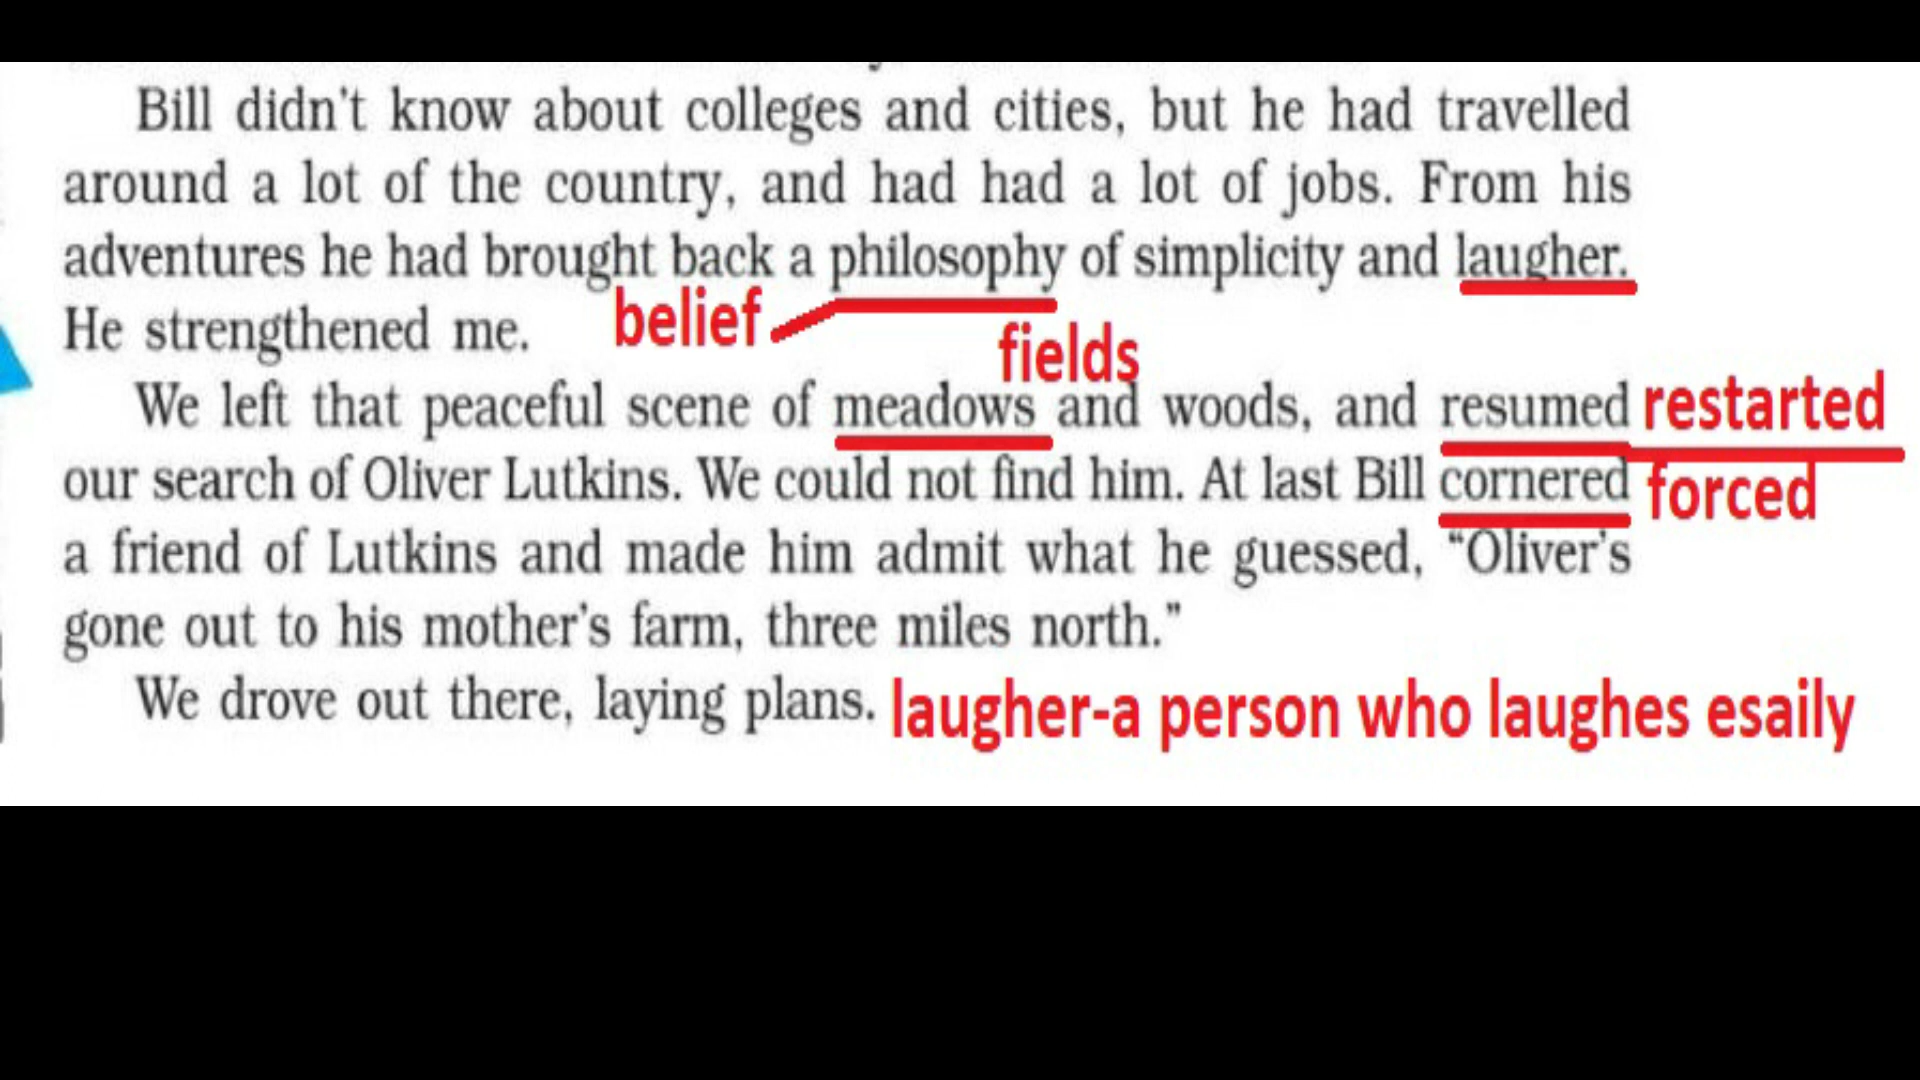 Bill didn't know about colleges and cities, but he had travelled
around a lot of the country, and had had a lot of jobs. From his
adventures he had brought back a philosophy of simplicity and laugher.
He strengthened me. belief
fields
We left that peaceful scene of meadows and woods, and resumed restarted
our search of Oliver Lutkins. We could not find him. At last Bill cornered forced
a friend of Lutkins and made him admit what he guessed, “Oliver's
gone out to his mother's farm, three miles north.”
We drove out there, laying plans. laugher-a person who laughes esaily